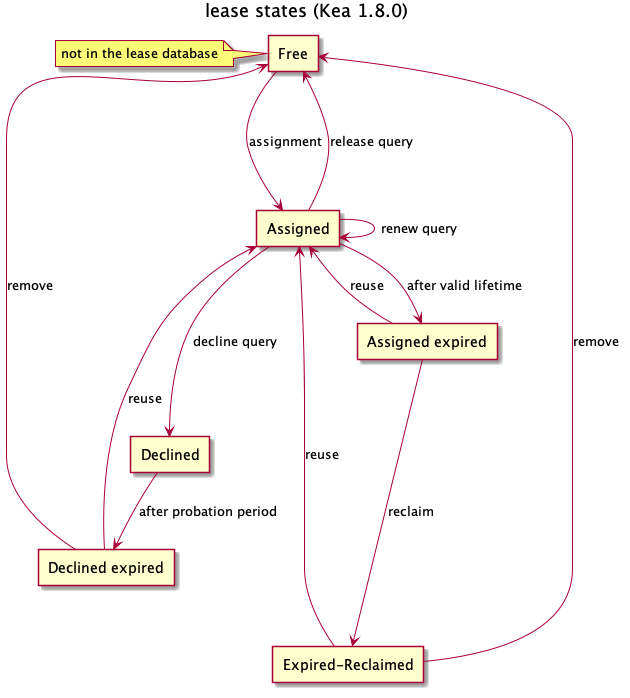 lease states (Kea 1.8.0)
not in the lease database
Free
assignment
release query
Assigned
renew query
remove
reuse
after valid lifetime
decline query
Assigned expired
remove
reuse
Declined
reuse
after probation period
reclaim
Declined expired
Expired-Reclaimed